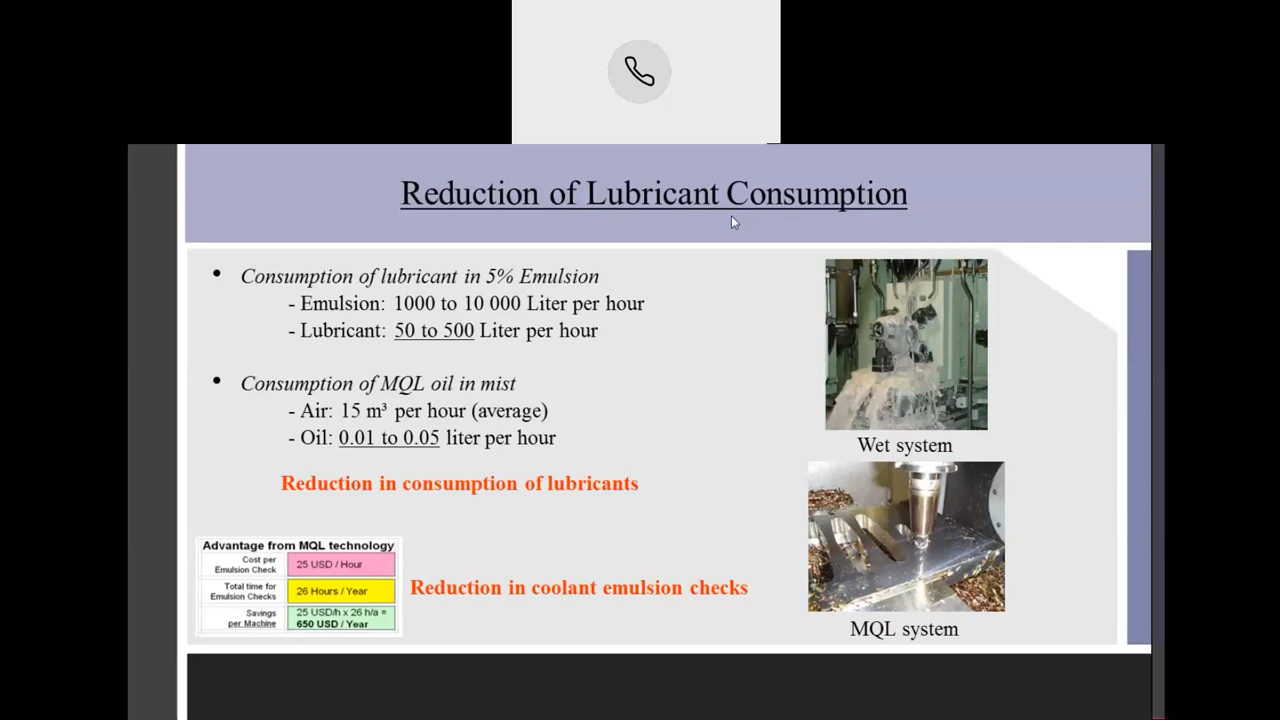 Reduction of Lubricant Consumption
• Consumption of lubricant in 5% Emulsion
- Emulsion: 1000 to 10 000 Liter per hour
- Lubricant: 50 to 500 Liter per hour
• Consumption of MQL oil in mist
- Air: 15 m³ per hour (average)
- Oil: 0.01 to 0.05 liter per hour
Reduction in consumption of lubricants
Wet system
Advantage from MQL technology
Cost per
Emulsion Check
25 USD / Hour
Total time for
Emulsion Checks
26 Hours / Year
Savings
per Machine
25 USD/h x 26 h/a =
650 USD / Year
Reduction in coolant emulsion checks
MQL system